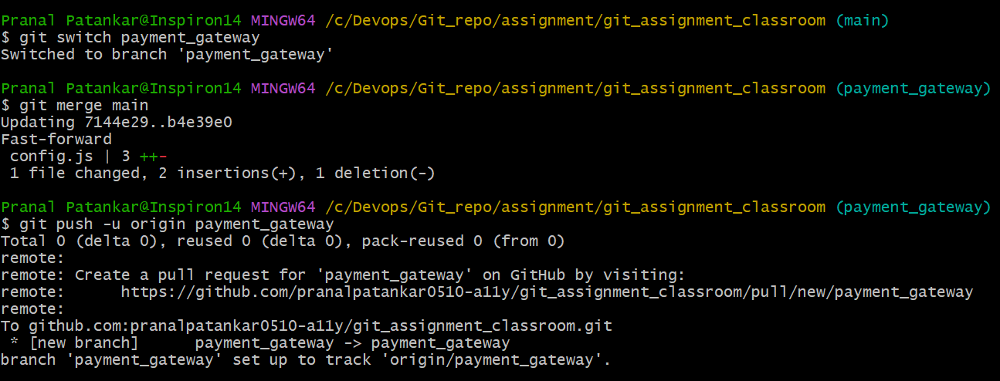 Pranal Patankar@Inspiron14 MINGW64 /c/Devops/Git_repo/assignment/git_assignment_classroom (main)
$ git switch payment_gateway
Switched to branch 'payment_gateway'
Pranal Patankar@Inspiron14 MINGW64 /c/Devops/Git_repo/assignment/git_assignment_classroom (payment_gateway)
$ git merge main
Updating 7144e29..b4e39e0
Fast-forward
 config.js | 3 ++-
 1 file changed, 2 insertions(+), 1 deletion(-)
Pranal Patankar@Inspiron14 MINGW64 /c/Devops/Git_repo/assignment/git_assignment_classroom (payment_gateway)
$ git push -u origin payment_gateway
Total 0 (delta 0), reused 0 (delta 0), pack-reused 0 (from 0)
remote:
remote: Create a pull request for 'payment_gateway' on GitHub by visiting:
remote:      https://github.com/pranalpatankar0510-a11y/git_assignment_classroom/pull/new/payment_gateway
remote:
To github.com:pranalpatankar0510-a11y/git_assignment_classroom.git
 * [new branch]      payment_gateway -> payment_gateway
branch 'payment_gateway' set up to track 'origin/payment_gateway'.